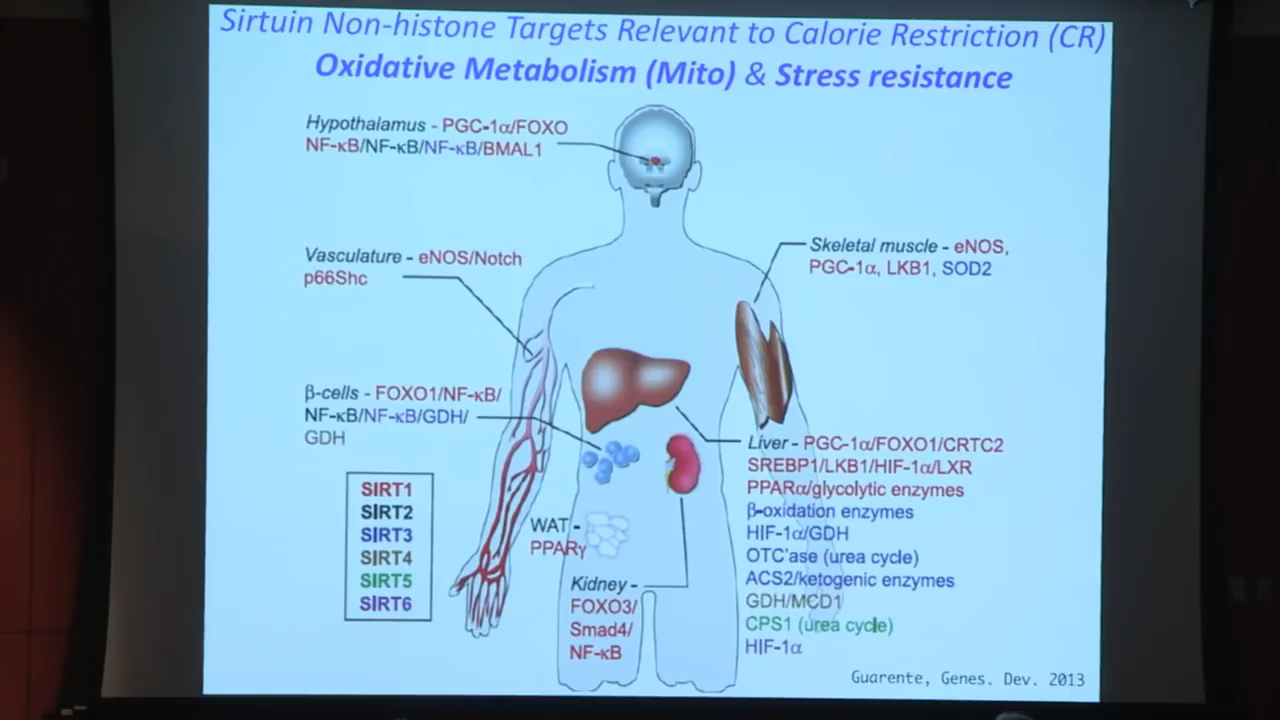 Sirtuin Non-histone Targets Relevant to Calorie Restriction (CR)
Oxidative Metabolism (Mito) & Stress resistance
Hypothalamus - PGC-1α/FOXO
NF-κB/NF-κB/NF-κB/BMAL1
Vasculature - eNOS/Notch
p66Shc
Skeletal muscle - eNOS,
PGC-1α, LKB1, SOD2
β-cells - FOXO1/NF-κB/
NF-κB/NF-κB/GDH/
GDH
SIRT1
SIRT2
SIRT3
SIRT4
SIRT5
SIRT6
WAT -
PPARγ
Kidney -
FOXO3/
Smad4/
NF-κB
Liver - PGC-1α/FOXO1/CRTC2
SREBP1/LKB1/HIF-1α/LXR
PPARα/glycolytic enzymes
β-oxidation enzymes
HIF-1α/GDH
OTC'ase (urea cycle)
ACS2/ketogenic enzymes
GDH/MCD1
CPS1 (urea cycle)
HIF-1α
Guarente, Genes. Dev. 2013